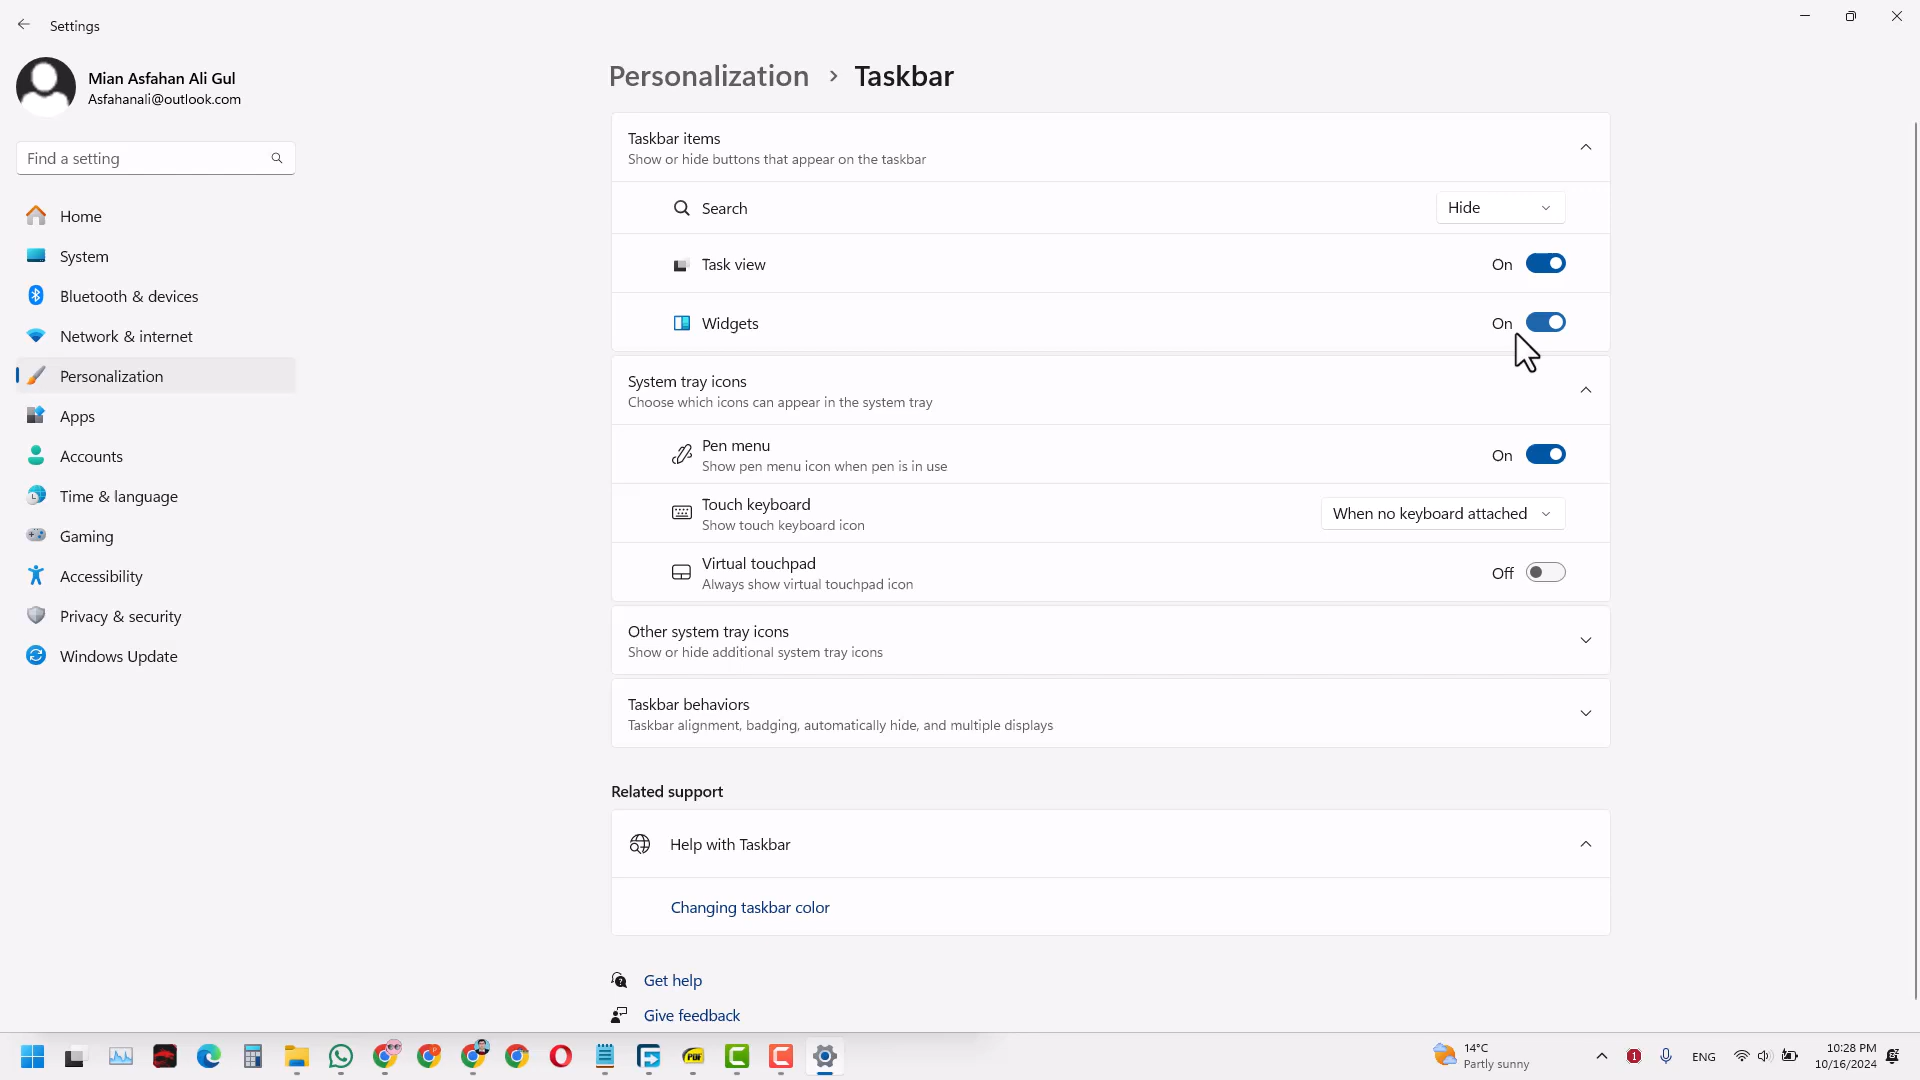 Settings
Mian Asfahan Ali Gul
Asfahanali@outlook.com
Find a setting
Home
System
Bluetooth & devices
Network & internet
Personalization
Apps
Accounts
Time & language
Gaming
Accessibility
Privacy & security
Windows Update
Personalization > Taskbar
Taskbar items
Show or hide buttons that appear on the taskbar
Search Hide
Task view On
Widgets On
System tray icons
Choose which icons can appear in the system tray
Pen menu
Show pen menu icon when pen is in use
On
Touch keyboard
Show touch keyboard icon
When no keyboard attached
Virtual touchpad
Always show virtual touchpad icon
Off
Other system tray icons
Show or hide additional system tray icons
Taskbar behaviors
Taskbar alignment, badging, automatically hide, and multiple displays
Related support
Help with Taskbar
Changing taskbar color
Get help
Give feedback
PDF
14°C
Partly sunny
1
ENG
10:28 PM
10/16/2024